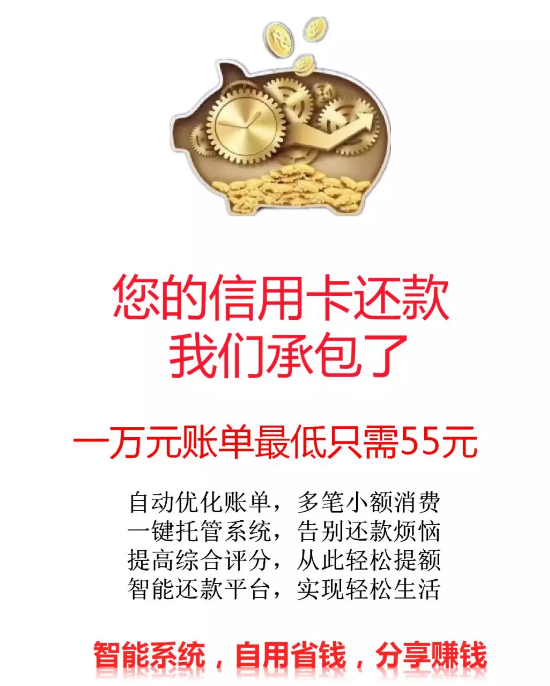 您的信用卡还款
我们承包了
一万元账单最低只需55元
自动优化账单，多笔小额消费
一键托管系统，告别还款烦恼
提高综合评分，从此轻松提额
智能还款平台，实现轻松生活
智能系统，自用省钱，分享赚钱